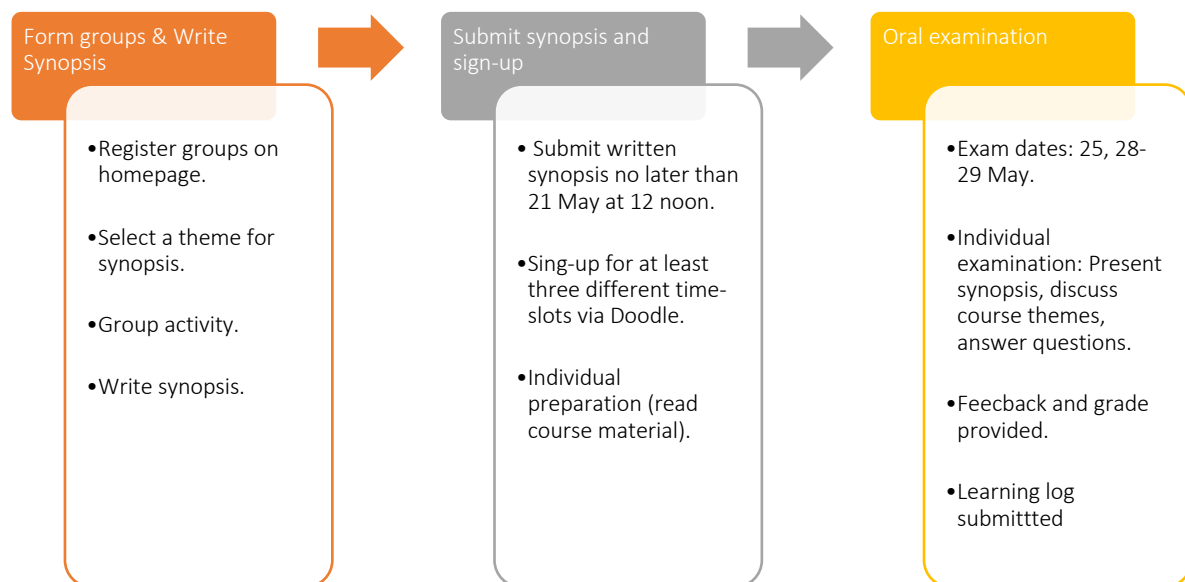 Form groups & Write
Synopsis
•Register groups on
homepage.
•Select a theme for
synopsis.
•Group activity.
•Write synopsis.
Submit synopsis and
sign-up
• Submit written
synopsis no later than
21 May at 12 noon.
•Sing-up for at least
three different time-
slots via Doodle.
•Individual
preparation (read
course material).
Oral examination
•Exam dates: 25, 28-
29 May.
•Individual
examination: Present
synopsis, discuss
course themes,
answer questions.
•Feecback and grade
provided.
•Learning log
submittted